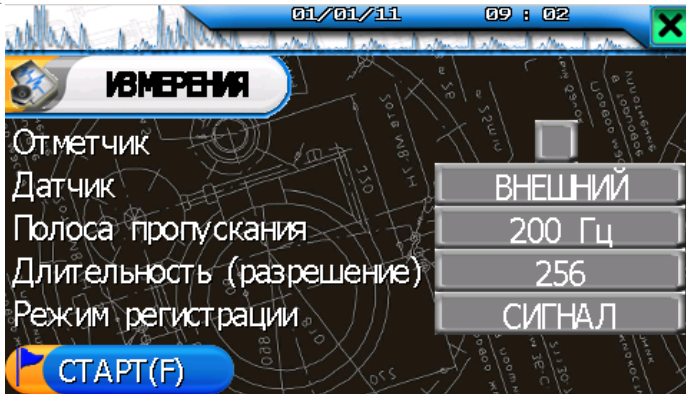 01/01/11 09 : 02
ИЗМЕРЕНИЯ
Отметчик
Датчик ВНЕШНИЙ
Полоса пропускания 200 Гц
Длительность (разрешение) 256
Режим регистрации СИГНАЛ
СТАРТ(F)